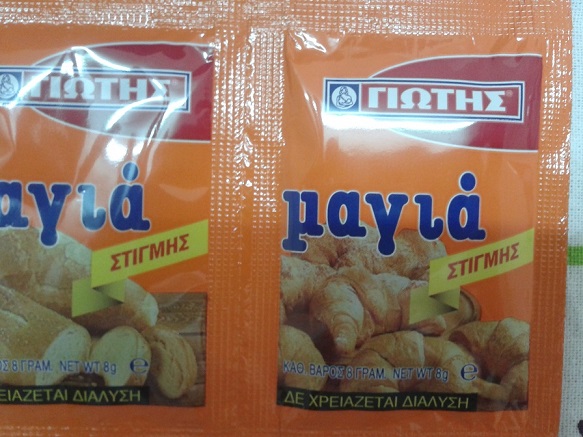 ΓΙΩΤΗΣ
αγιά
ΣΤΙΓΜΗΣ
8 ΓΡΑΜ. NET WT 8g e
ΔΙΑΛΥΣΗ
ΓΙΩΤΗΣ
μαγιά
ΣΤΙΓΜΗΣ
ΚΑΘ. ΒΑΡΟΣ 8 ΓΡΑΜ. NET WT 8g e
ΔΕ ΧΡΕΙΑΖΕΤΑΙ ΔΙΑΛΥΣΗ